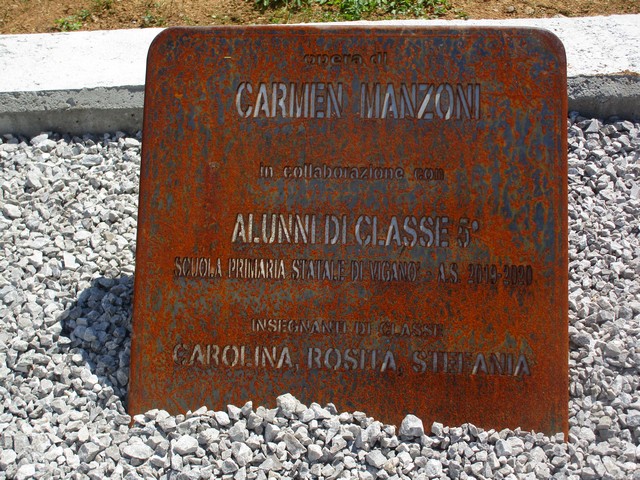 opera di
CARMEN MANZONI
in collaborazione con
ALUNNI DI CLASSE 5ª
SCUOLA PRIMARIA STATALE DI VIGANO' - A.S. 2019-2020
INSEGNANTI DI CLASSE
CAROLINA, ROSITA, STEFANIA